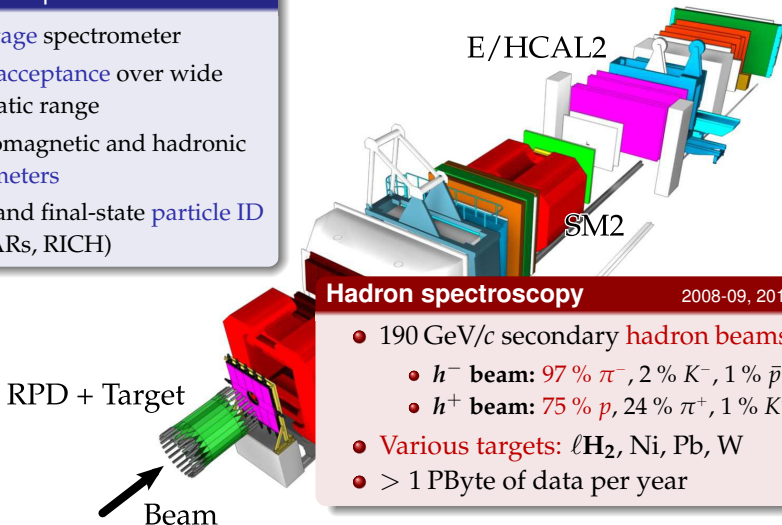 age spectrometer
acceptance over wide
atic range
omagnetic and hadronic
meters
and final-state particle ID
ARs, RICH)
E/HCAL2
SM2
RPD + Target
Beam
Hadron spectroscopy 2008-09, 201
190 GeV/c secondary hadron beams
h⁻ beam: 97 % π⁻, 2 % K⁻, 1 % p̄
h⁺ beam: 75 % p, 24 % π⁺, 1 % K
Various targets: ℓH₂, Ni, Pb, W
> 1 PByte of data per year